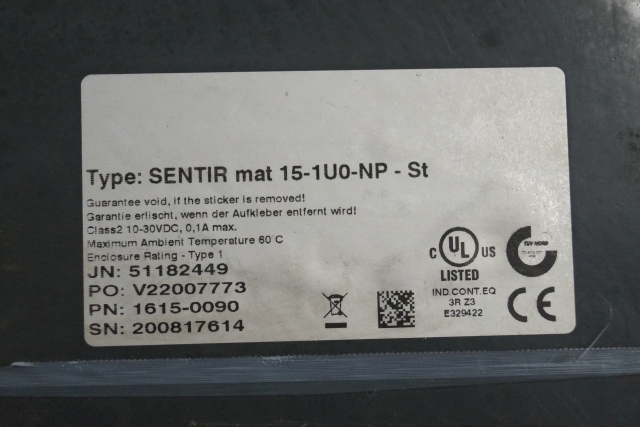 Type: SENTIR mat 15-1U0-NP - St
Guarantee void, if the sticker is removed!
Garantie erlischt, wenn der Aufkleber entfernt wird!
Class2 10-30VDC, 0,1A max.
Maximum Ambient Temperature 60°C
Enclosure Rating - Type 1
JN: 51182449
PO: V22007773
PN: 1615-0090
SN: 200817614
C UL US
LISTED
IND.CONT.EQ
3R Z3
E329422
TÜV NORD
CE